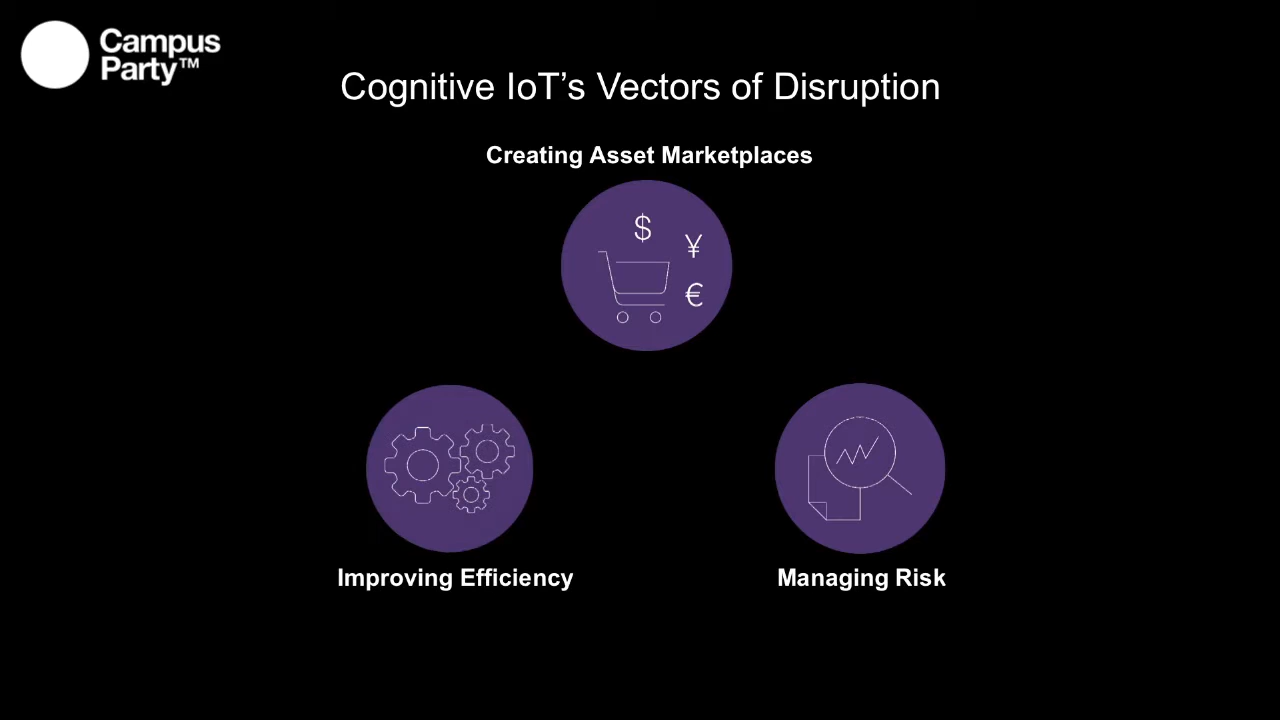 Campus
Party™
Cognitive IoT’s Vectors of Disruption
Creating Asset Marketplaces
$
¥
€
Improving Efficiency
Managing Risk